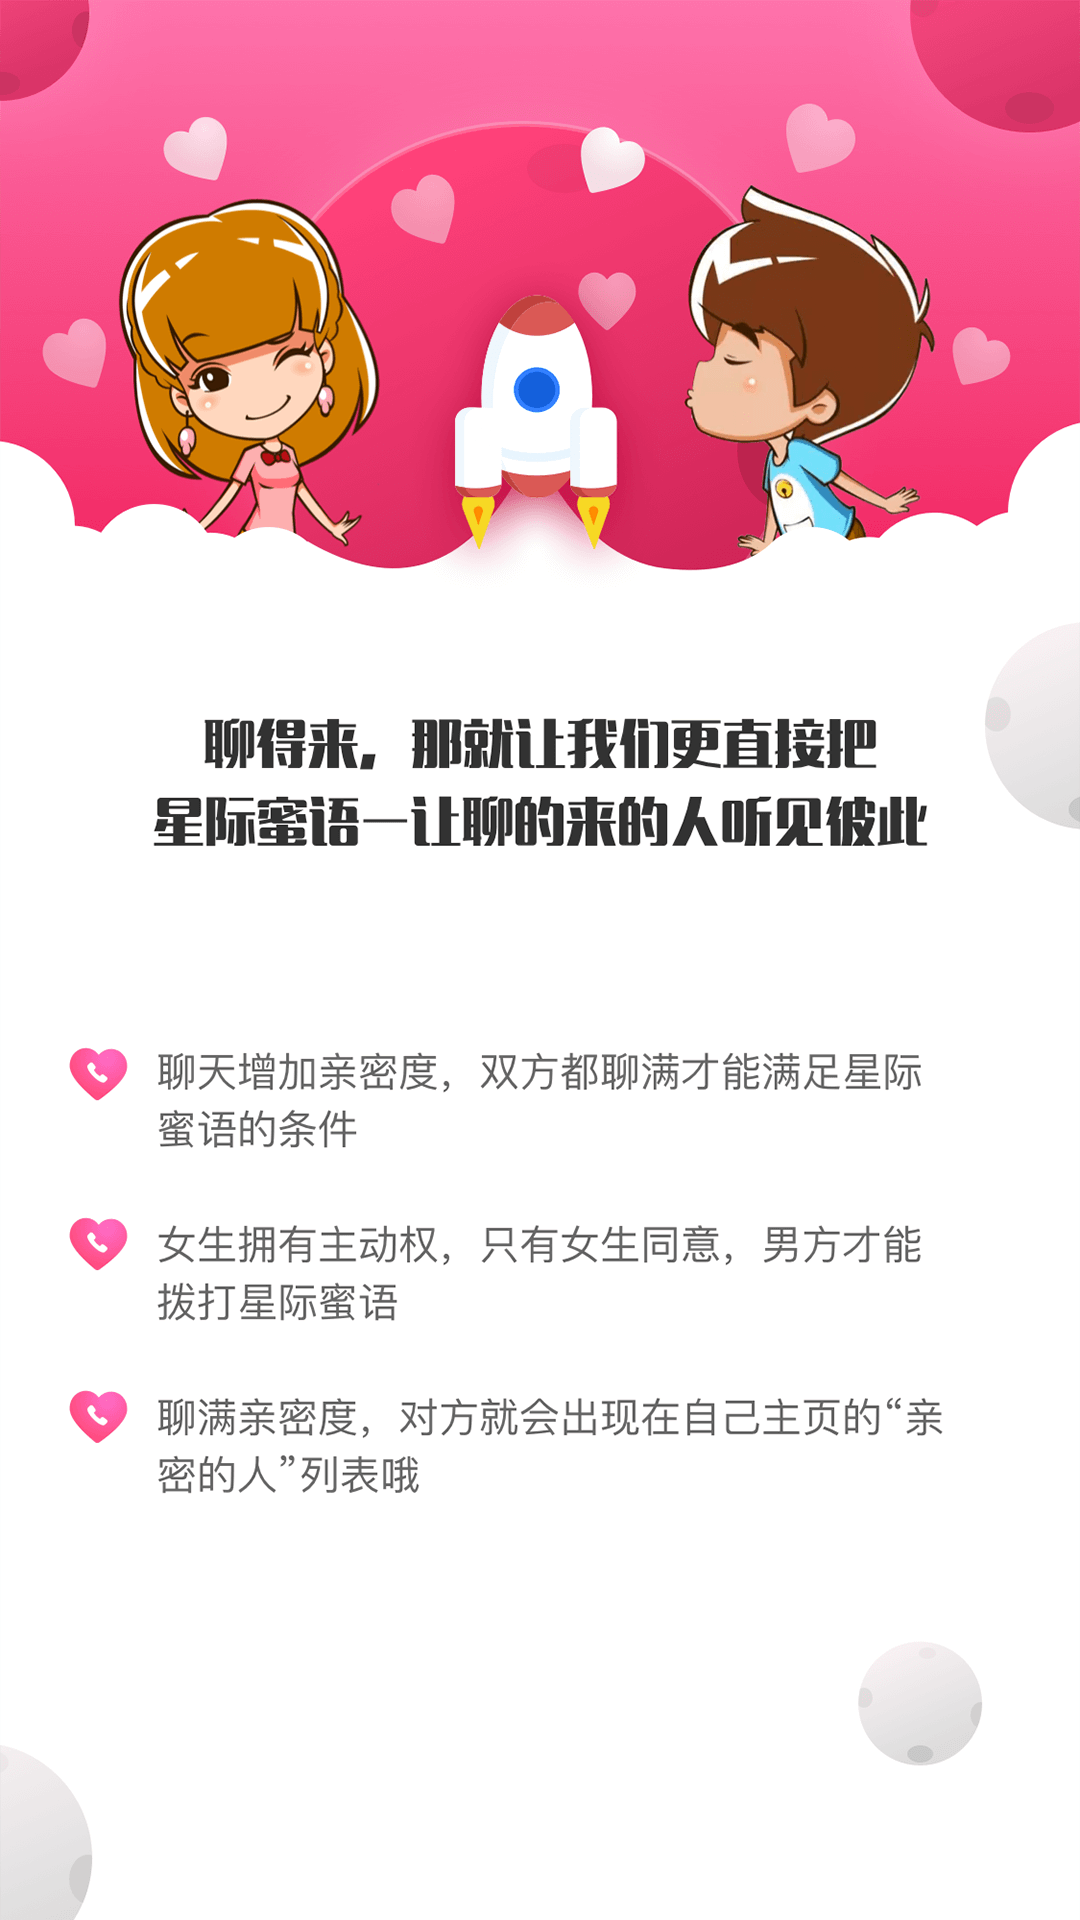 聊得来，那就让我们更直接把
星际蜜语—让聊的来的人听见彼此
聊天增加亲密度，双方都聊满才能满足星际
蜜语的条件
女生拥有主动权，只有女生同意，男方才能
拨打星际蜜语
聊满亲密度，对方就会出现在自己主页的“亲
密的人”列表哦